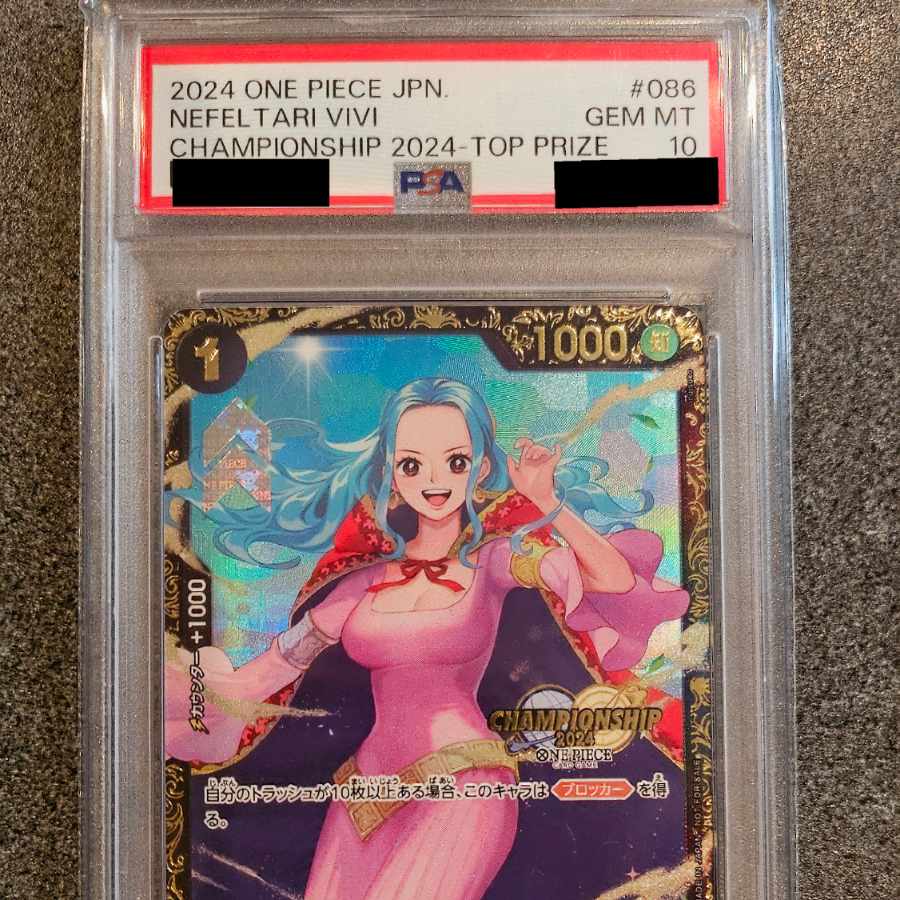 2024 ONE PIECE JPN. #086
NEFELTARI VIVI GEM MT
CHAMPIONSHIP 2024-TOP PRIZE 10
PSA
1
1000
斬
カウンター +1000
CHAMPIONSHIP
2024
ONE PIECE
CARD GAME
自分のトラッシュが10枚以上ある場合、このキャラは ブロッカー を得
る。